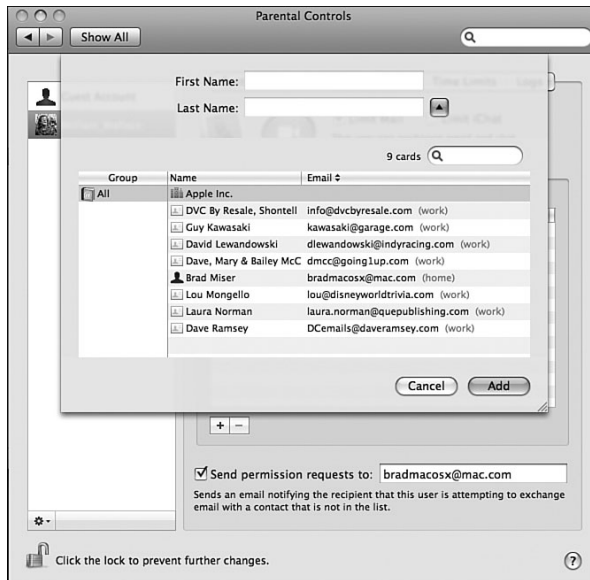 Parental Controls
Show All
First Name:
Last Name:
9 cards
Group Name Email
All Apple Inc.
DVC By Resale, Shontell info@dvcbyresale.com (work)
Guy Kawasaki kawasaki@garage.com (work)
David Lewandowski dlewandowski@indyracing.com (work)
Dave, Mary & Bailey McC dmcc@going1up.com (work)
Brad Miser bradmacosx@mac.com (home)
Lou Mongello lou@disneyworldtrivia.com (work)
Laura Norman laura.norman@quepublishing.com (work)
Dave Ramsey DCemails@daveramsey.com (work)
Cancel Add
+ −
Send permission requests to: bradmacosx@mac.com
Sends an email notifying the recipient that this user is attempting to exchange
email with a contact that is not in the list.
Click the lock to prevent further changes.
?